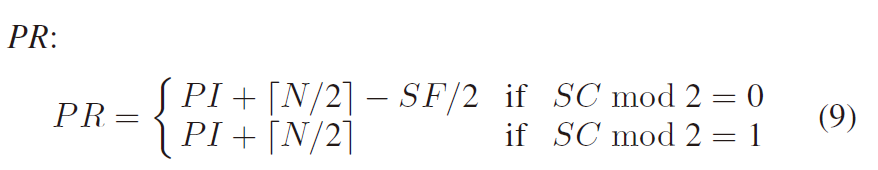 PR:
PR = { PI + ⌈N/2⌉ − SF/2 if SC mod 2 = 0
PI + ⌈N/2⌉ if SC mod 2 = 1 (9)